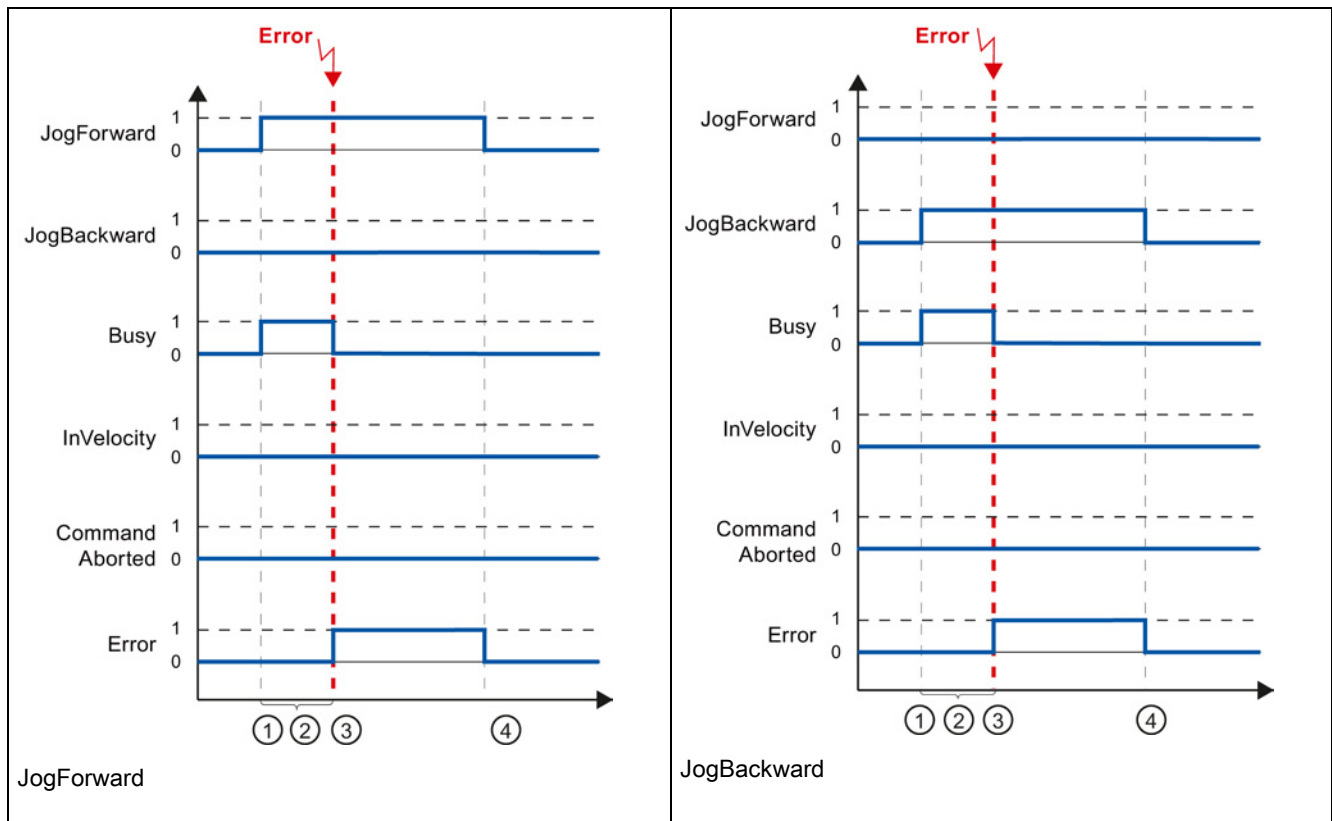 Error
1
JogForward
0
1
JogBackward
0
1
Busy
0
1
InVelocity
0
1
Command
Aborted
0
1
Error
0
① ② ③ ④
JogForward
Error
1
JogForward
0
1
JogBackward
0
1
Busy
0
1
InVelocity
0
1
Command
Aborted
0
1
Error
0
① ② ③ ④
JogBackward